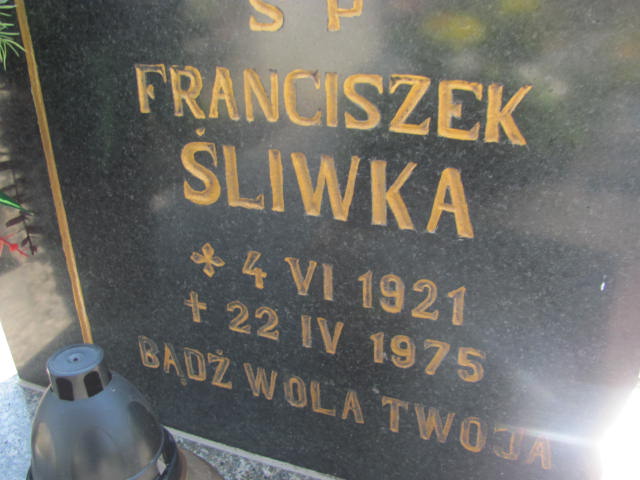 S P
FRANCISZEK
ŚLIWKA
4 VI 1921
22 IV 1975
BĄDŹ WOLA TWOJA